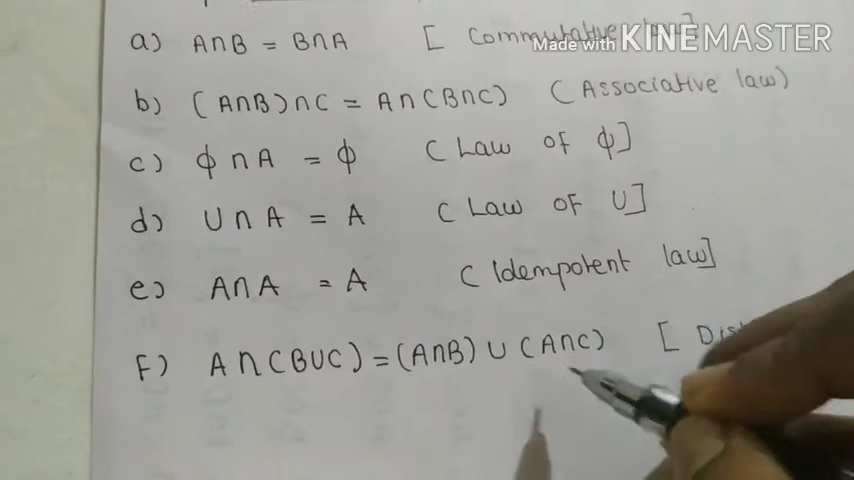 a) A∩B = B∩A [ Commutative law]
Made with KINEMASTER
b) (A∩B)∩C = A∩(B∩C) (Associative law)
c) ϕ∩A = ϕ (Law of ϕ]
d) U∩A = A (Law of U]
e) A∩A = A (Idempotent law]
F) A∩(B∪C) = (A∩B) ∪ (A∩C) [